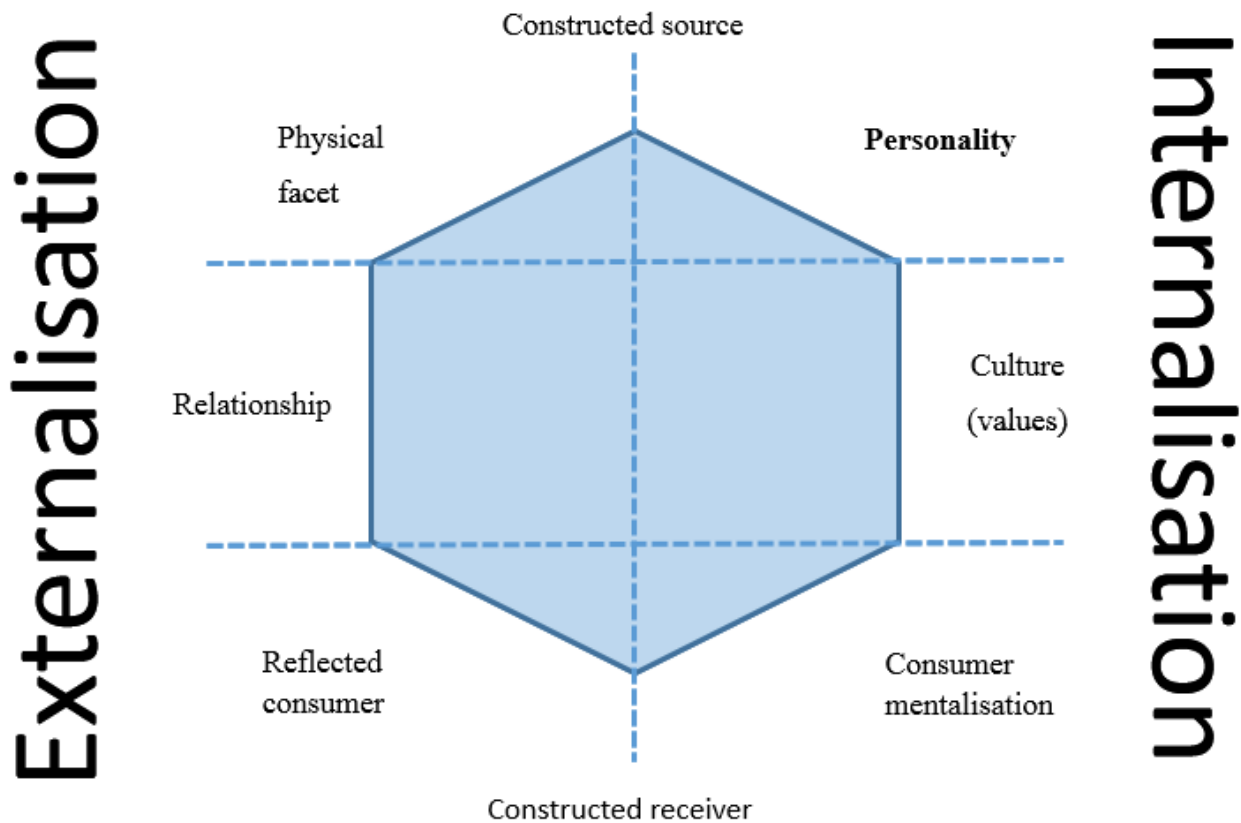 Constructed source
Externalisation
Internalisation
Physical
facet
Personality
Relationship
Culture
(values)
Reflected
consumer
Consumer
mentalisation
Constructed receiver